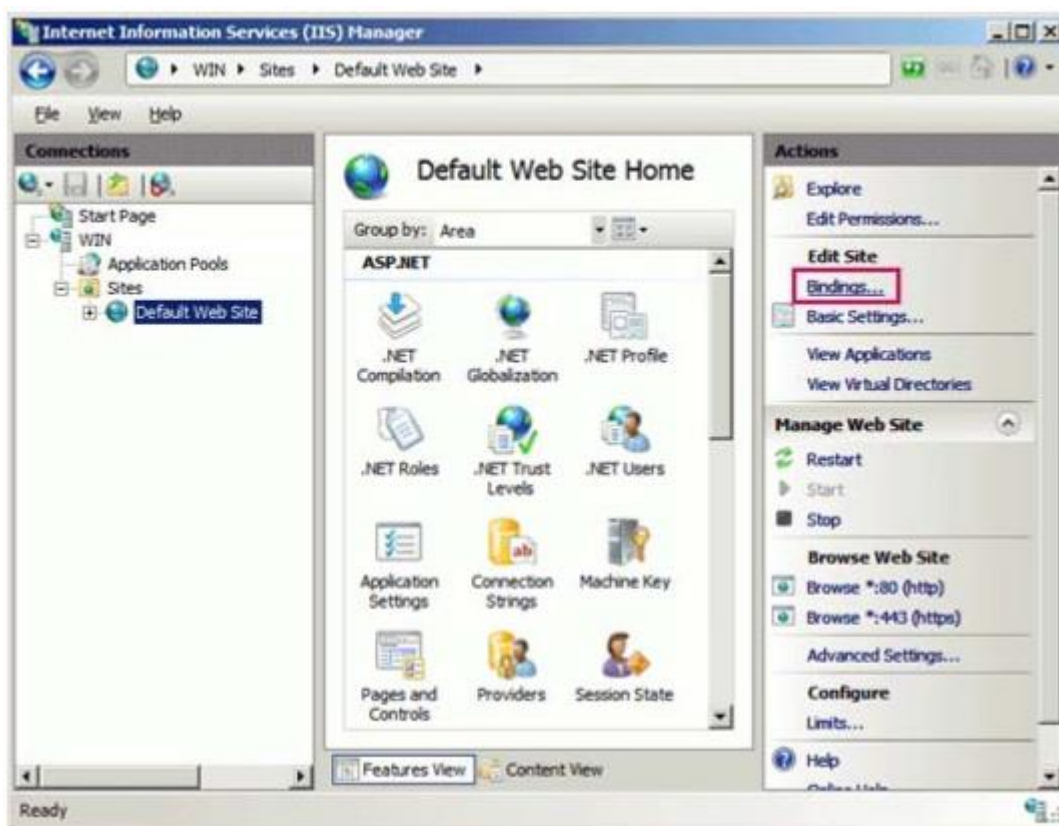 Internet Information Services (IIS) Manager
WIN Sites Default Web Site
File View Help
Connections
Start Page
WIN
Application Pools
Sites
Default Web Site
Default Web Site Home
Group by: Area
ASP.NET
.NET
Compilation
.NET
Globalization
.NET Profile
.NET Roles
.NET Trust
Levels
.NET Users
Application
Settings
Connection
Strings
Machine Key
Pages and
Controls
Providers
Session State
Features View
Content View
Actions
Explore
Edit Permissions...
Edit Site
Bindings...
Basic Settings...
View Applications
View Virtual Directories
Manage Web Site
Restart
Start
Stop
Browse Web Site
Browse *:80 (http)
Browse *:443 (https)
Advanced Settings...
Configure
Limits...
Help
Online Help
Ready